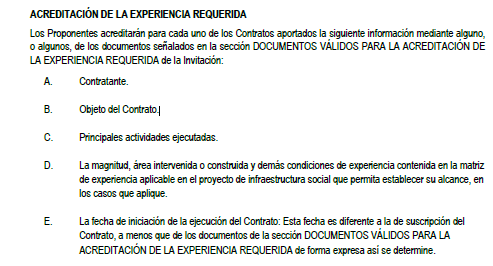 ACREDITACIÓN DE LA EXPERIENCIA REQUERIDA
Los Proponentes acreditarán para cada uno de los Contratos aportados la siguiente información mediante alguno,
o algunos, de los documentos señalados en la sección DOCUMENTOS VÁLIDOS PARA LA ACREDITACIÓN DE
LA EXPERIENCIA REQUERIDA de la Invitación:
A. Contratante.
B. Objeto del Contrato.
C. Principales actividades ejecutadas.
D. La magnitud, área intervenida o construida y demás condiciones de experiencia contenida en la matriz
de experiencia aplicable en el proyecto de infraestructura social que permita establecer su alcance, en
los casos que aplique.
E. La fecha de iniciación de la ejecución del Contrato: Esta fecha es diferente a la de suscripción del
Contrato, a menos que de los documentos de la sección DOCUMENTOS VÁLIDOS PARA LA
ACREDITACIÓN DE LA EXPERIENCIA REQUERIDA de forma expresa así se determine.